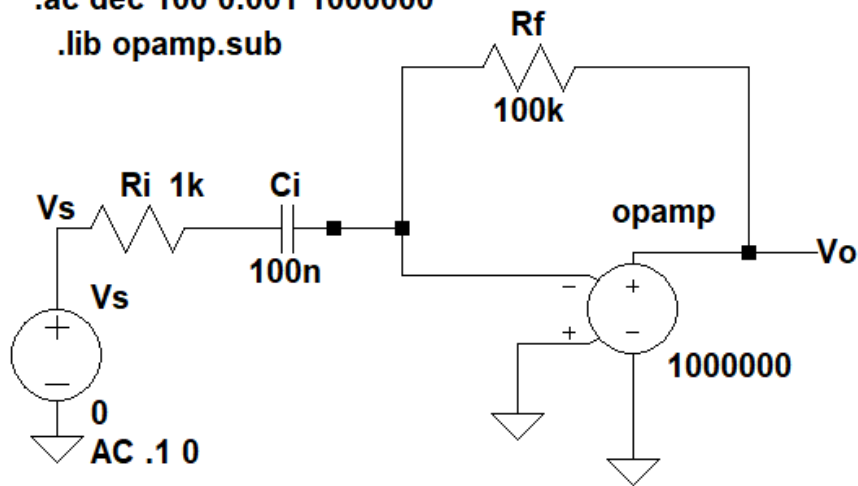 .ac dec 100 0.001 1000000
.lib opamp.sub
Rf
100k
Ri 1k
Ci
100n
Vs
Vs
0
AC .1 0
opamp
Vo
1000000